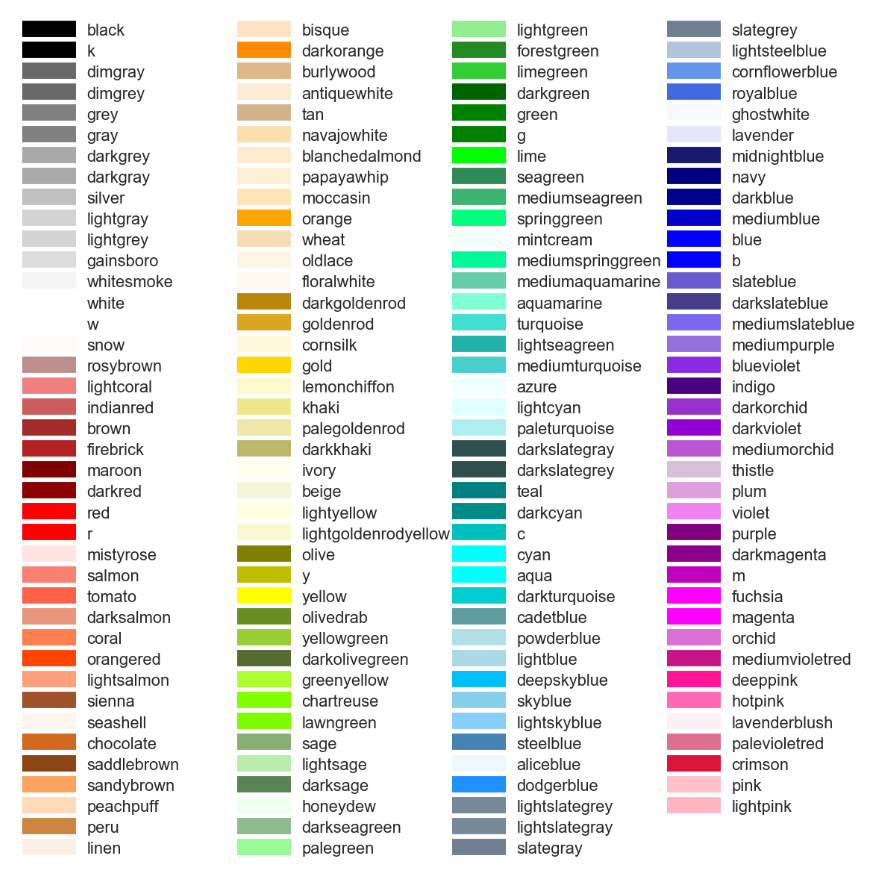 black
k
dimgray
dimgrey
grey
gray
darkgrey
darkgray
silver
lightgray
lightgrey
gainsboro
whitesmoke
white
w
snow
rosybrown
lightcoral
indianred
brown
firebrick
maroon
darkred
red
r
mistyrose
salmon
tomato
darksalmon
coral
orangered
lightsalmon
sienna
seashell
chocolate
saddlebrown
sandybrown
peachpuff
peru
linen
bisque
darkorange
burlywood
antiquewhite
tan
navajowhite
blanchedalmond
papayawhip
moccasin
orange
wheat
oldlace
floralwhite
darkgoldenrod
goldenrod
cornsilk
gold
lemonchiffon
khaki
palegoldenrod
darkkhaki
ivory
beige
lightyellow
lightgoldenrodyellow
olive
y
yellow
olivedrab
yellowgreen
darkolivegreen
greenyellow
chartreuse
lawngreen
sage
lightsage
darksage
honeydew
darkseagreen
palegreen
lightgreen
forestgreen
limegreen
darkgreen
green
g
lime
seagreen
mediumseagreen
springgreen
mintcream
mediumspringgreen
mediumaquamarine
aquamarine
turquoise
lightseagreen
mediumturquoise
azure
lightcyan
paleturquoise
darkslategray
darkslategrey
teal
darkcyan
c
cyan
aqua
darkturquoise
cadetblue
powderblue
lightblue
deepskyblue
skyblue
lightskyblue
steelblue
aliceblue
dodgerblue
lightslategrey
lightslategray
slategray
slategrey
lightsteelblue
cornflowerblue
royalblue
ghostwhite
lavender
midnightblue
navy
darkblue
mediumblue
blue
b
slateblue
darkslateblue
mediumslateblue
mediumpurple
blueviolet
indigo
darkorchid
darkviolet
mediumorchid
thistle
plum
violet
purple
darkmagenta
m
fuchsia
magenta
orchid
mediumvioletred
deeppink
hotpink
lavenderblush
palevioletred
crimson
pink
lightpink